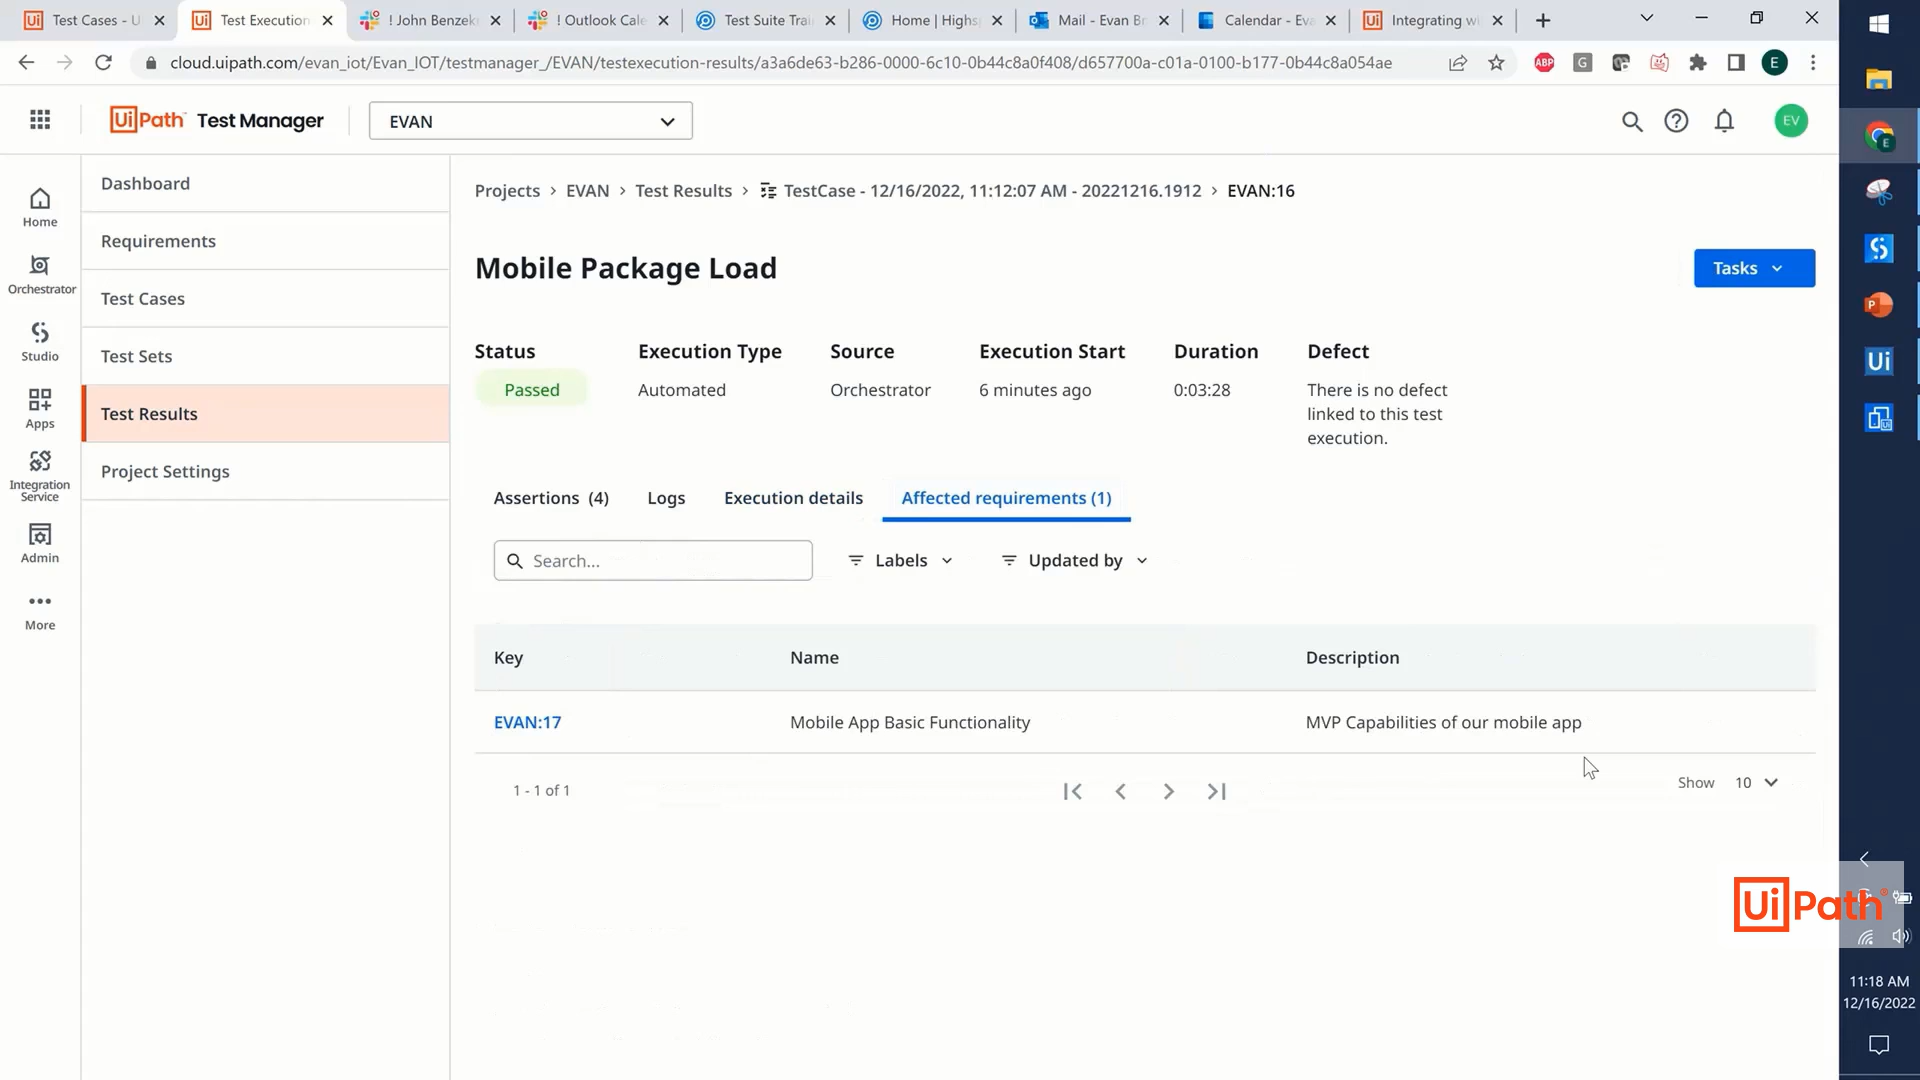 Test Cases - U
Test Execution
! John Benzek
! Outlook Cale
Test Suite Trai
Home | Highs
Mail - Evan Br
Calendar - Eva
Integrating w
cloud.uipath.com/evan_iot/Evan_IOT/testmanager_/EVAN/testexecution-results/a3a6de63-b286-0000-6c10-0b44c8a0f408/d657700a-c01a-0100-b177-0b44c8a054ae
ABP
G
E
UiPath Test Manager
EVAN
EV
Home
Orchestrator
Studio
Apps
Integration
Service
Admin
More
Dashboard
Requirements
Test Cases
Test Sets
Test Results
Project Settings
Projects > EVAN > Test Results > TestCase - 12/16/2022, 11:12:07 AM - 20221216.1912 > EVAN:16
Mobile Package Load
Tasks
Status
Execution Type
Source
Execution Start
Duration
Defect
Passed
Automated
Orchestrator
6 minutes ago
0:03:28
There is no defect
linked to this test
execution.
Assertions (4)
Logs
Execution details
Affected requirements (1)
Search...
Labels
Updated by
Key
Name
Description
EVAN:17
Mobile App Basic Functionality
MVP Capabilities of our mobile app
1 - 1 of 1
Show 10
UiPath
11:18 AM
12/16/2022